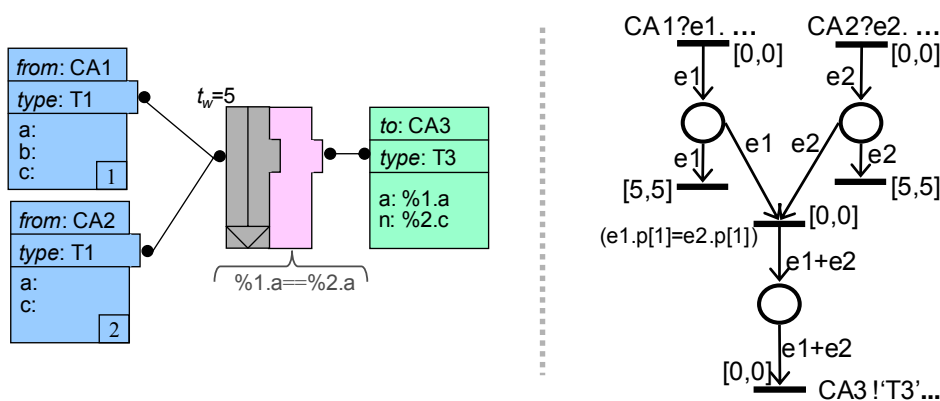 from: CA1
type: T1
a:
b:
c:
1
from: CA2
type: T1
a:
c:
2
tw=5
%1.a==%2.a
to: CA3
type: T3
a: %1.a
n: %2.c
CA1?e1. ...
CA2?e2. ...
[0,0]
[0,0]
e1
e2
e1
e2
e1
e2
[5,5]
[5,5]
[0,0]
(e1.p[1]=e2.p[1])
e1+e2
e1+e2
[0,0]
CA3 !‘T3’...